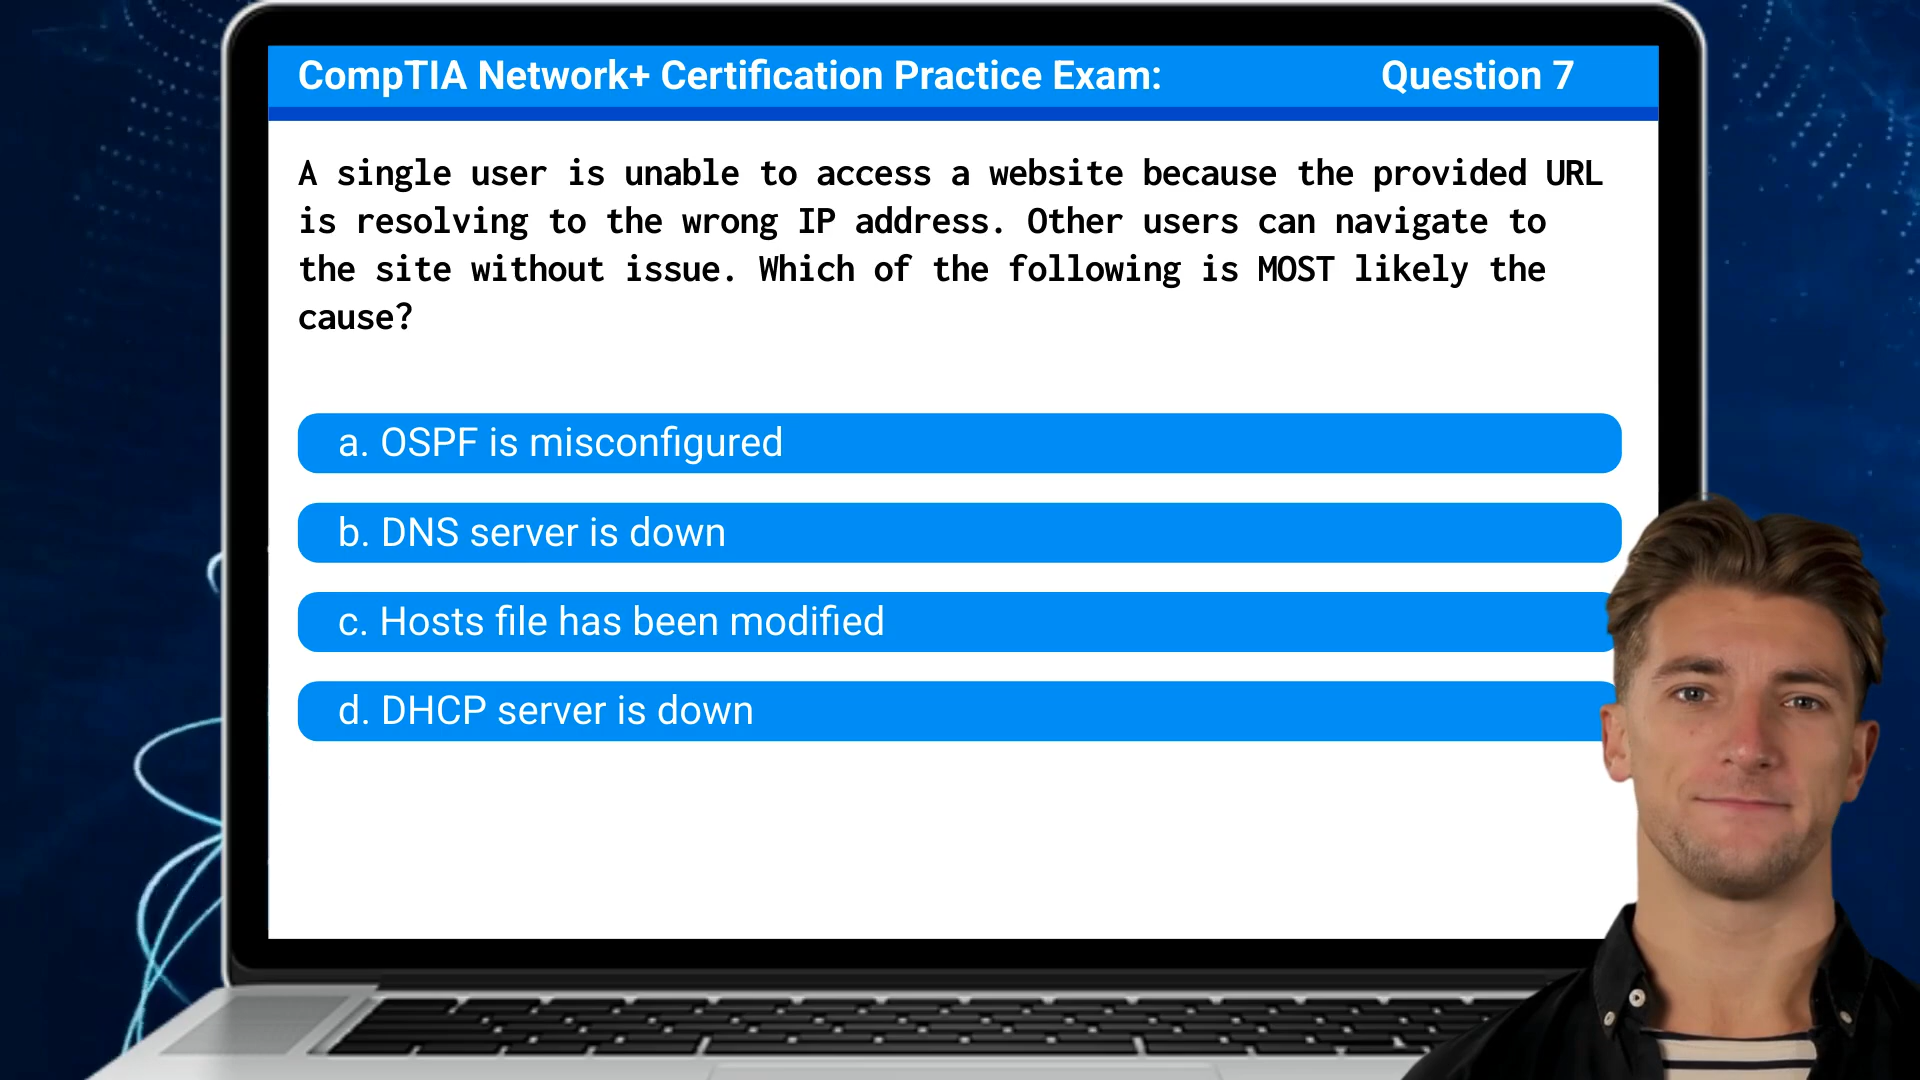 CompTIA Network+ Certification Practice Exam: Question 7
A single user is unable to access a website because the provided URL
is resolving to the wrong IP address. Other users can navigate to
the site without issue. Which of the following is MOST likely the
cause?
a. OSPF is misconfigured
b. DNS server is down
c. Hosts file has been modified
d. DHCP server is down